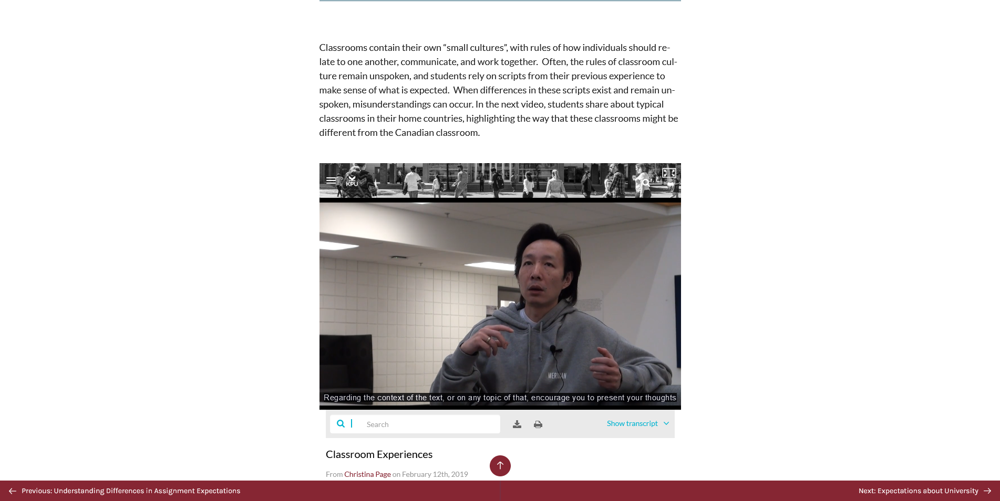 Classrooms contain their own “small cultures”, with rules of how individuals should re-
late to one another, communicate, and work together.  Often, the rules of classroom cul-
ture remain unspoken, and students rely on scripts from their previous experience to
make sense of what is expected.  When differences in these scripts exist and remain un-
spoken, misunderstandings can occur. In the next video, students share about typical
classrooms in their home countries, highlighting the way that these classrooms might be
different from the Canadian classroom.
KPU
MERIDIAN
Regarding the context of the text, or on any topic of that, encourage you to present your thoughts
Search
Show transcript
Classroom Experiences
From Christina Page on February 12th, 2019
Previous: Understanding Differences in Assignment Expectations
Next: Expectations about University